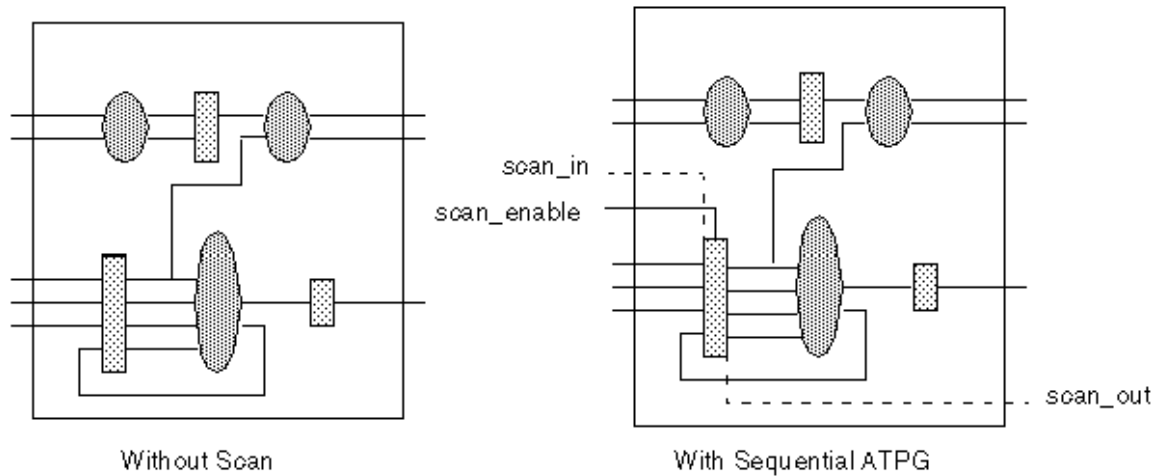 scan_in
scan_enable
scan_out
Without Scan
With Sequential ATPG